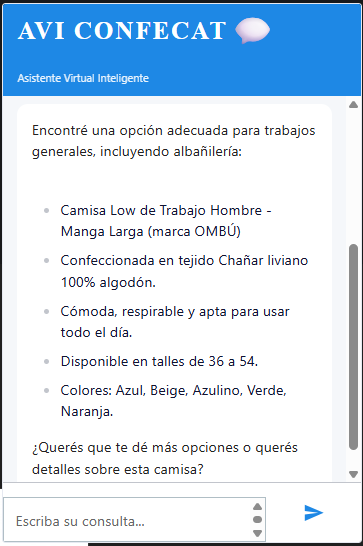 AVI CONFECAT
Asistente Virtual Inteligente
Encontré una opción adecuada para trabajos
generales, incluyendo albañilería:
Camisa Low de Trabajo Hombre -
Manga Larga (marca OMBÚ)
Confeccionada en tejido Chañar liviano
100% algodón.
Cómoda, respirable y apta para usar
todo el día.
Disponible en talles de 36 a 54.
Colores: Azul, Beige, Azulino, Verde,
Naranja.
¿Querés que te dé más opciones o querés
detalles sobre esta camisa?
Escriba su consulta...